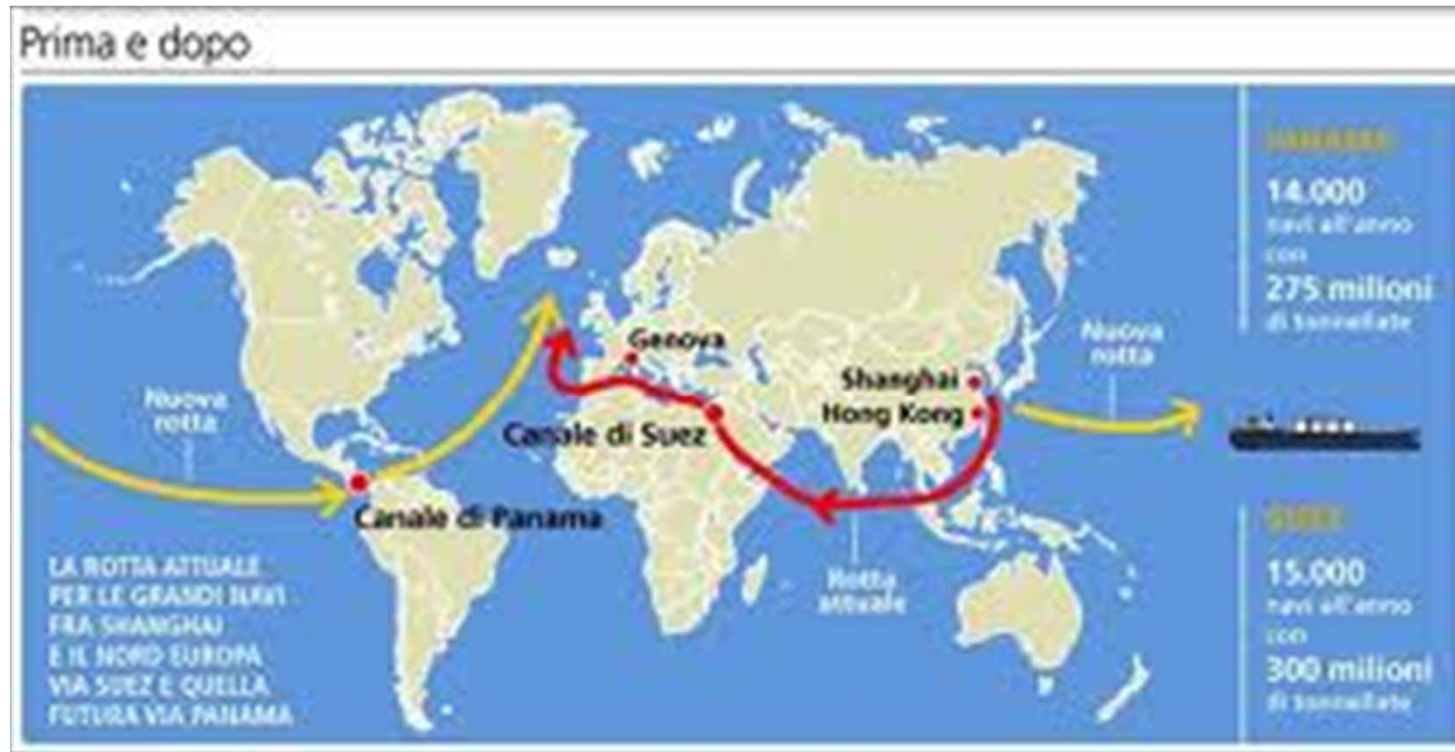 Prima e dopo
Nuova
rotta
Canale di Panama
Genova
Canale di Suez
Shanghai
Hong Kong
Nuova
rotta
Rotta
attuale
LA ROTTA ATTUALE
PER LE GRANDI NAVI
FRA SHANGHAI
E IL NORD EUROPA
VIA SUEZ E QUELLA
FUTURA VIA PANAMA
PANAMA
14.000
navi all'anno
con
275 milioni
di tonnellate
SUEZ
15.000
navi all'anno
con
300 milioni
di tonnellate